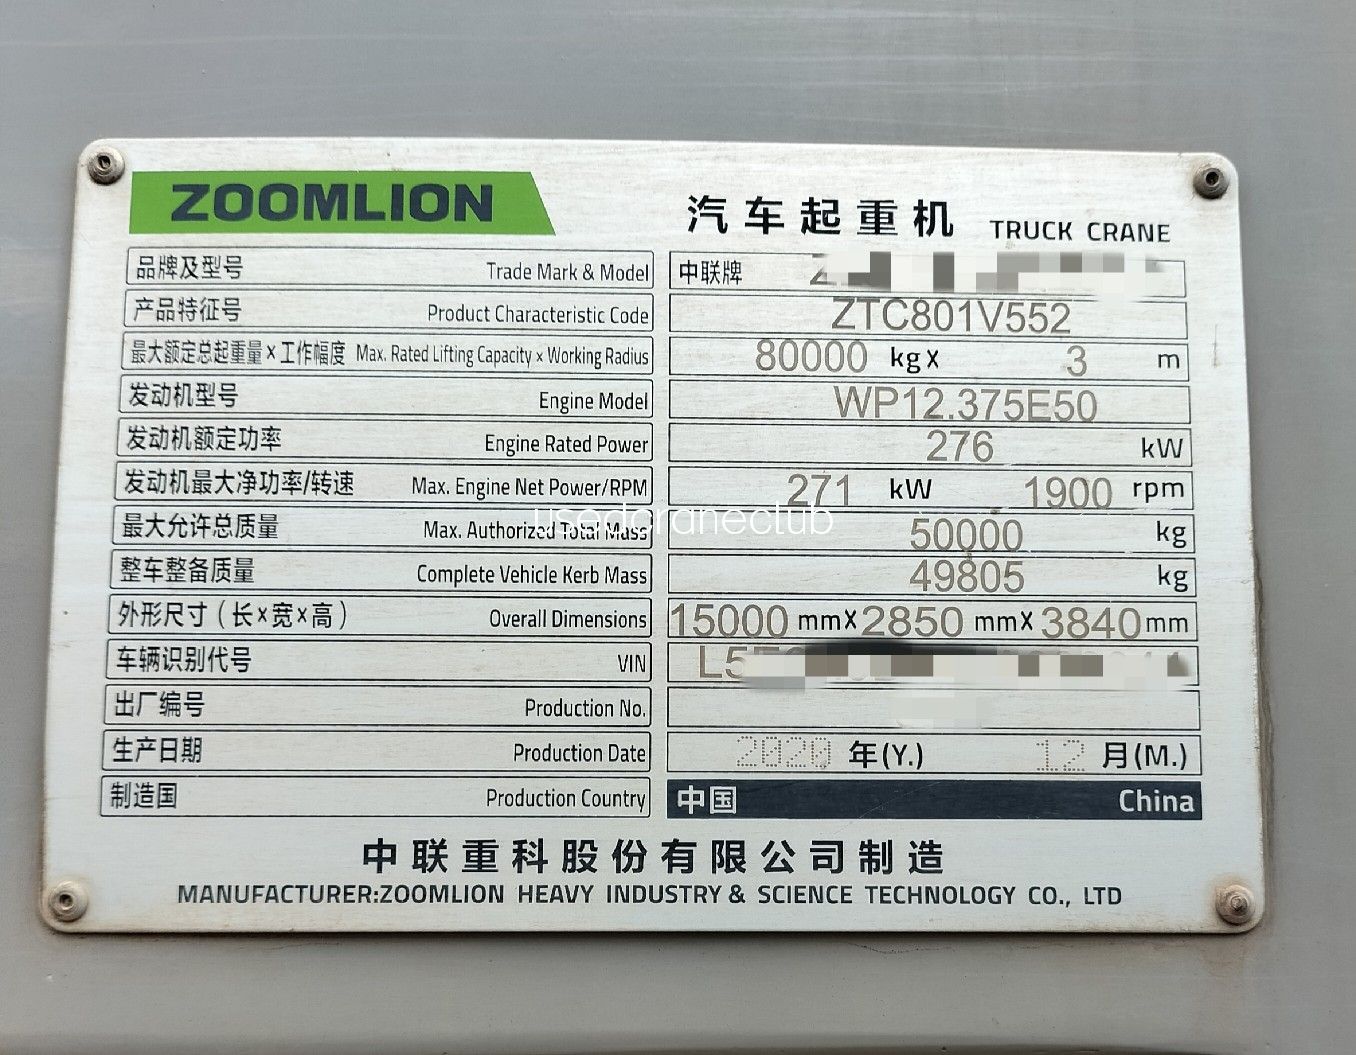 ZOOMLION
汽车起重机 TRUCK CRANE
品牌及型号 Trade Mark & Model 中联牌
产品特征号 Product Characteristic Code ZTC801V552
最大额定总起重量×工作幅度 Max. Rated Lifting Capacity × Working Radius 80000 kg x 3 m
发动机型号 Engine Model WP12.375E50
发动机额定功率 Engine Rated Power 276 kW
发动机最大净功率/转速 Max. Engine Net Power/RPM 271 kW 1900 rpm
usedcraneclub
最大允许总质量 Max. Authorized Total Mass 50000 kg
整车整备质量 Complete Vehicle Kerb Mass 49805 kg
外形尺寸(长×宽×高) Overall Dimensions 15000 mm X 2850 mm X 3840 mm
车辆识别代号 VIN
出厂编号 Production No.
生产日期 Production Date 2020 年(Y.) 12 月(M.)
制造国 Production Country 中国 China
中联重科股份有限公司制造
MANUFACTURER:ZOOMLION HEAVY INDUSTRY & SCIENCE TECHNOLOGY CO., LTD